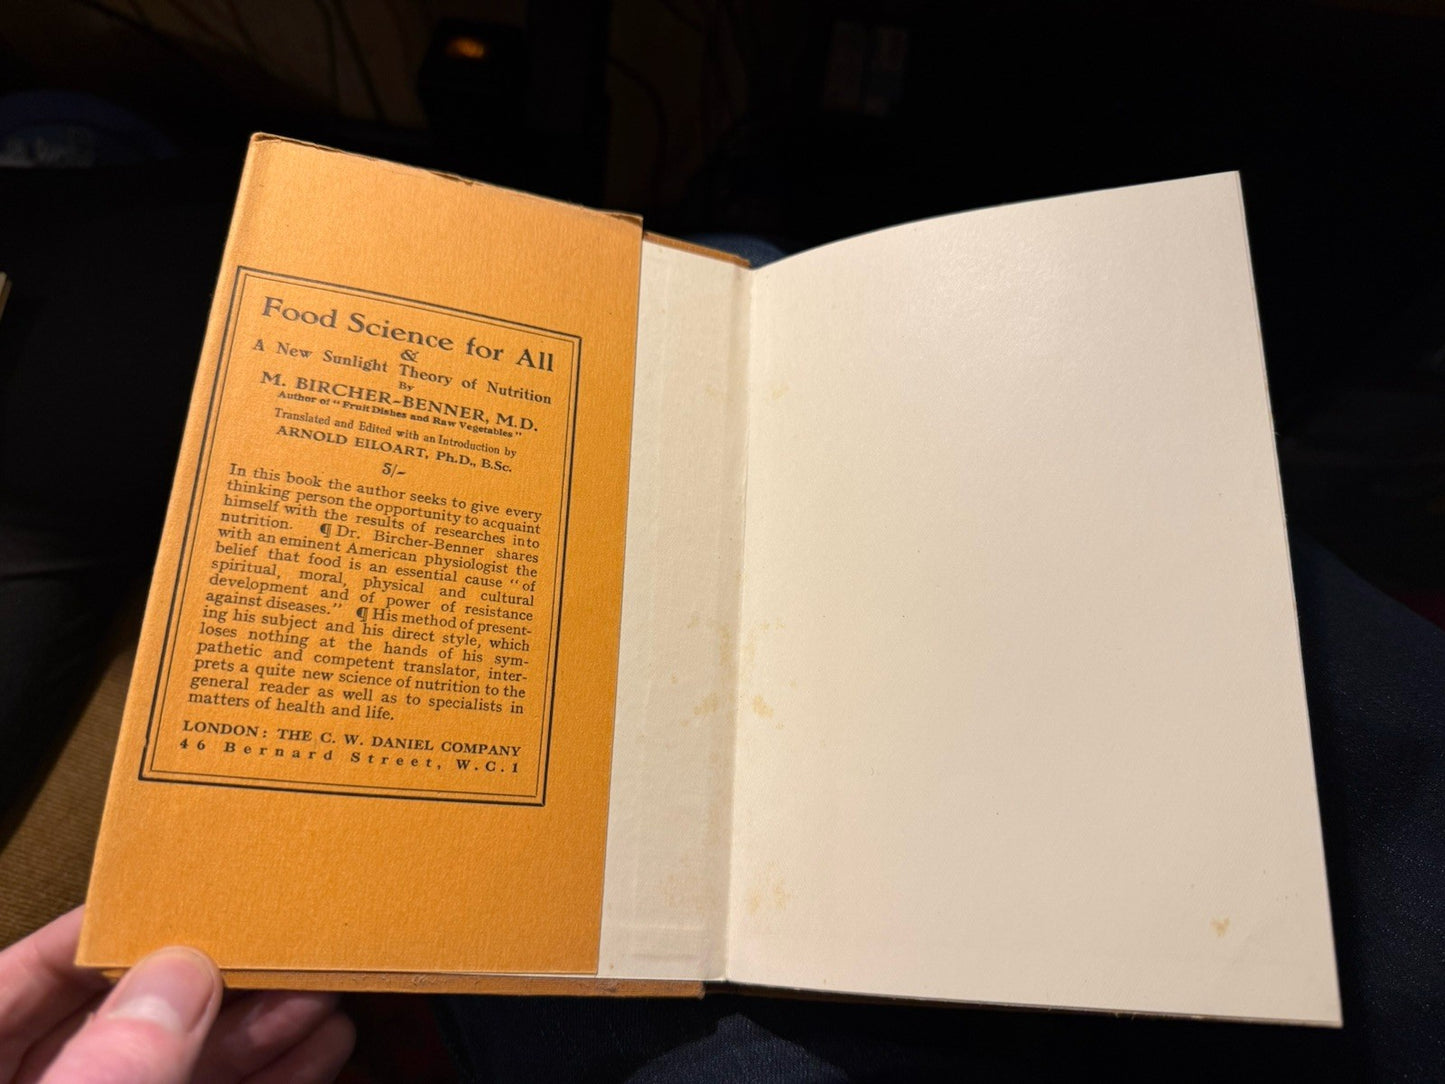 Food Science for All
&
A New Sunlight Theory of Nutrition
By
M. BIRCHER-BENNER, M.D.
Author of "Fruit Dishes and Raw Vegetables"
Translated and Edited with an Introduction by
ARNOLD EILOART, Ph.D., B.Sc.
5/-
In this book the author seeks to give every
thinking person the opportunity to acquaint
himself with the results of researches into
nutrition. ¶ Dr. Bircher-Benner shares
with an eminent American physiologist the
belief that food is an essential cause "of
spiritual, moral, physical and cultural
development and of power of resistance
against diseases." ¶ His method of present-
ing his subject and his direct style, which
loses nothing at the hands of his sym-
pathetic and competent translator, inter-
prets a quite new science of nutrition to the
general reader as well as to specialists in
matters of health and life.
LONDON: THE C. W. DANIEL COMPANY
46 Bernard Street, W.C.1